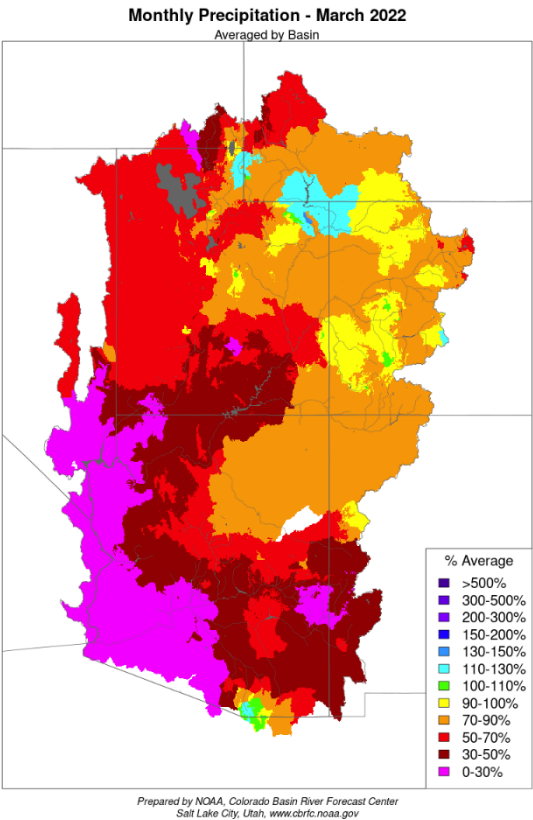 Monthly Precipitation - March 2022
Averaged by Basin
% Average
>500%
300-500%
200-300%
150-200%
130-150%
110-130%
100-110%
90-100%
70-90%
50-70%
30-50%
0-30%
Prepared by NOAA, Colorado Basin River Forecast Center
Salt Lake City, Utah, www.cbrfc.noaa.gov